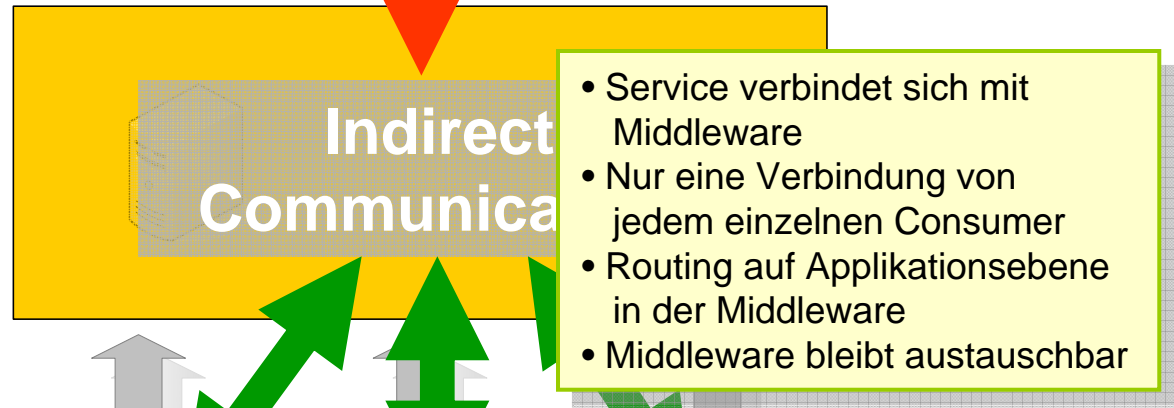 Indirect
Communica
• Service verbindet sich mit
Middleware
• Nur eine Verbindung von
jedem einzelnen Consumer
• Routing auf Applikationsebene
in der Middleware
• Middleware bleibt austauschbar